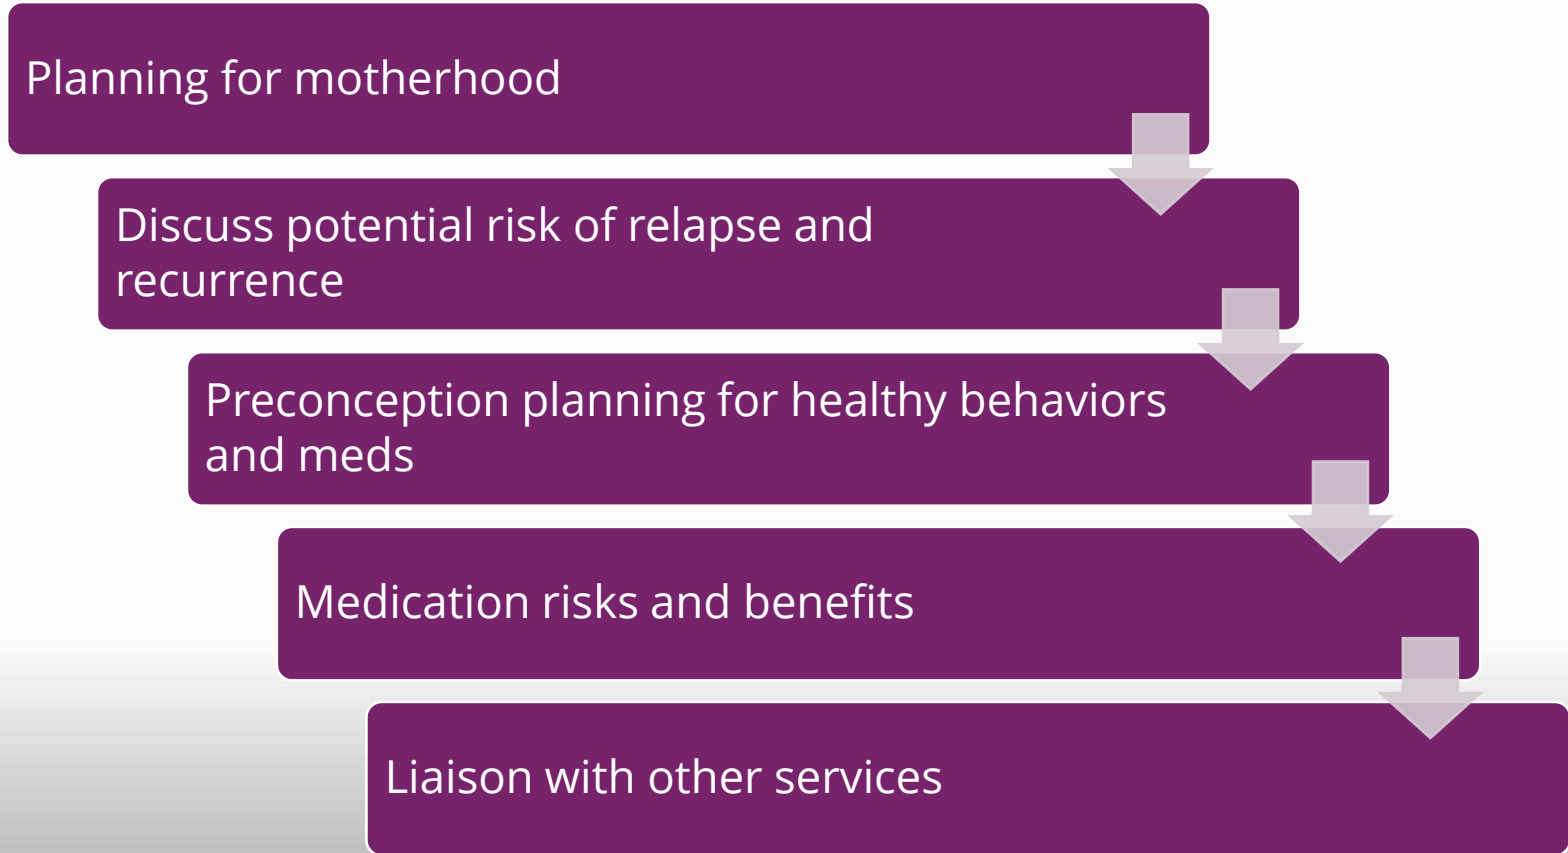 Planning for motherhood
Discuss potential risk of relapse and
recurrence
Preconception planning for healthy behaviors
and meds
Medication risks and benefits
Liaison with other services